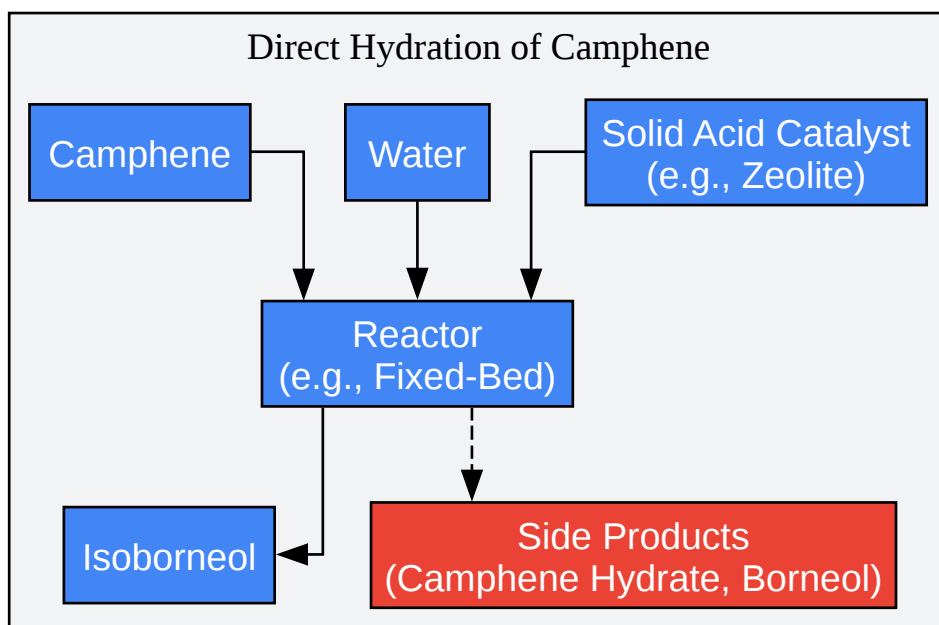 Direct Hydration of Camphene
Camphene
Water
Solid Acid Catalyst
(e.g., Zeolite)
Reactor
(e.g., Fixed-Bed)
Isoborneol
Side Products
(Camphene Hydrate, Borneol)